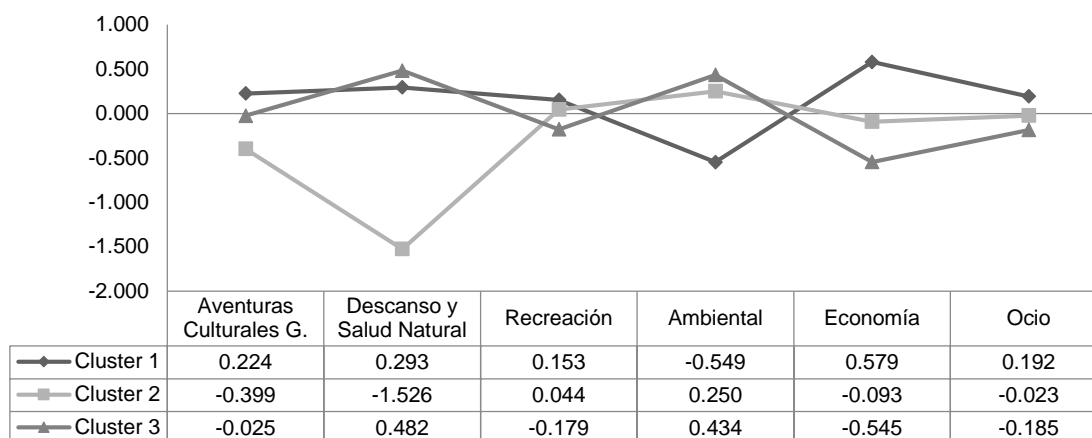 1.000
0.500
0.000
-0.500
-1.000
-1.500
-2.000
Aventuras Culturales G. Descanso y Salud Natural Recreación Ambiental Economía Ocio
Cluster 1 0.224 0.293 0.153 -0.549 0.579 0.192
Cluster 2 -0.399 -1.526 0.044 0.250 -0.093 -0.023
Cluster 3 -0.025 0.482 -0.179 0.434 -0.545 -0.185